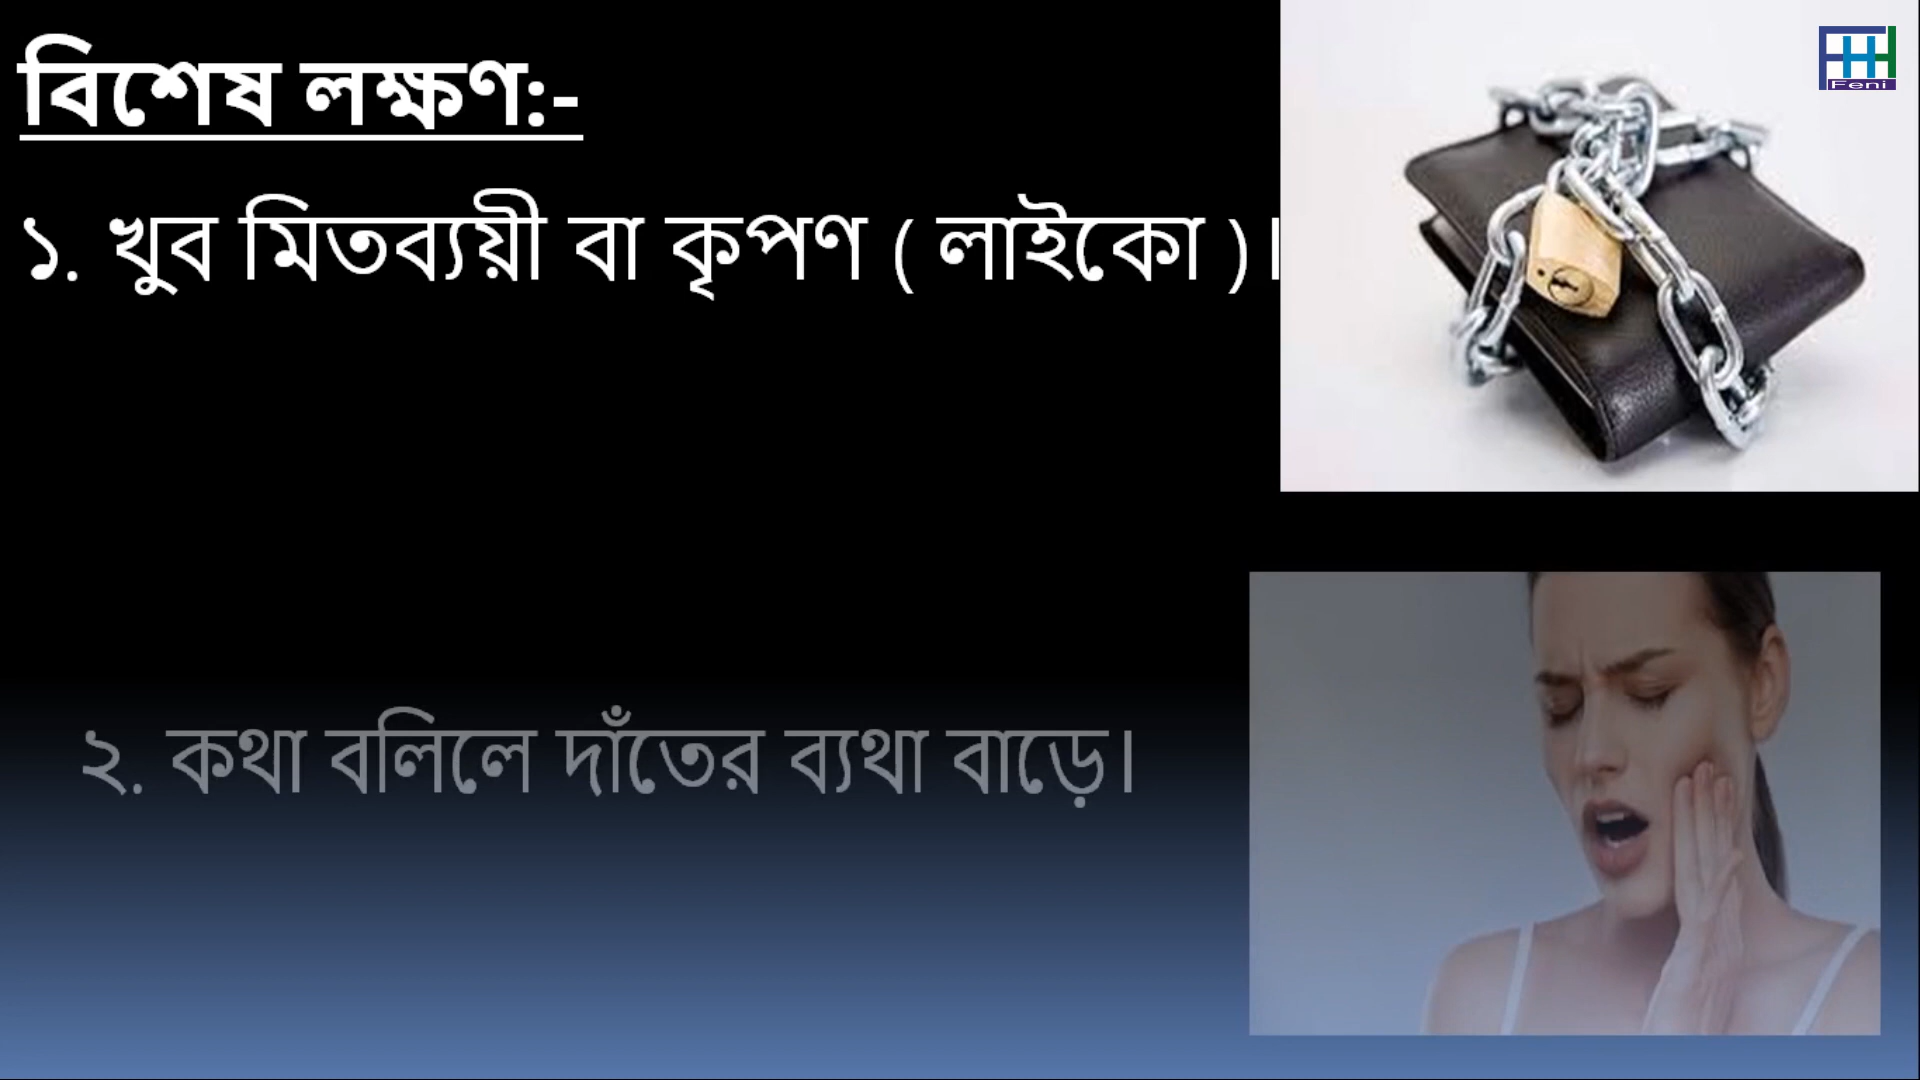 বিশেষ লক্ষণ:-
১. খুব মিতব্যয়ী বা কৃপণ ( লাইকো )।
২. কথা বলিলে দাঁতের ব্যথা বাড়ে।
Feni